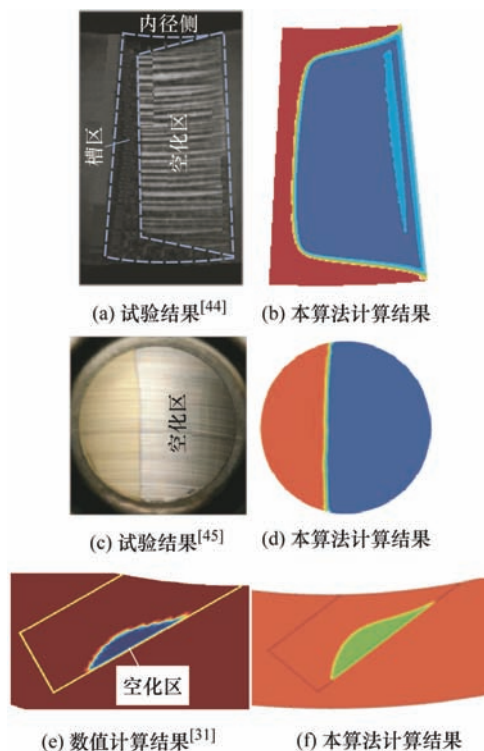 内径侧
槽区
空化区
(a) 试验结果[44]
(b) 本算法计算结果
空化区
(c) 试验结果[45]
(d) 本算法计算结果
空化区
(e) 数值计算结果[31]
(f) 本算法计算结果